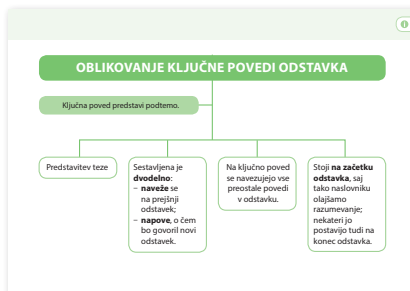 OBLIKOVANJE KLJUČNE POVEDI ODSTAVKA
Ključna poved predstavi podtemo.
Predstavitev teze
Sestavljena je
dvodelno:
– naveže se
na prejšnji
odstavek;
– napove, o čem
bo govoril novi
odstavek.
Na ključno poved
se navezujejo vse
preostale povedi
v odstavku.
Stoji na začetku
odstavka, saj
tako naslovniku
olajšamo
razumevanje;
nekateri jo
postavijo tudi na
konec odstavka.